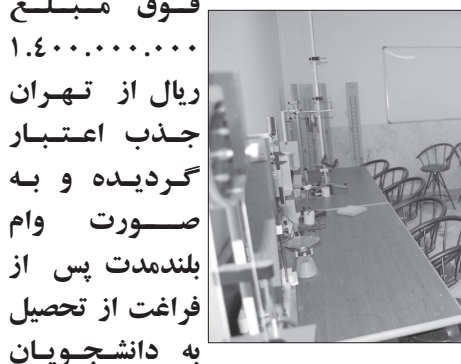 فوق مبلغ
۱.٤۰۰.۰۰۰.۰۰۰
ریال از تهران
جذب اعتبار
گردیده و به
صورت وام
بلندمدت پس از
فراغت از تحصیل
به دانشجویان